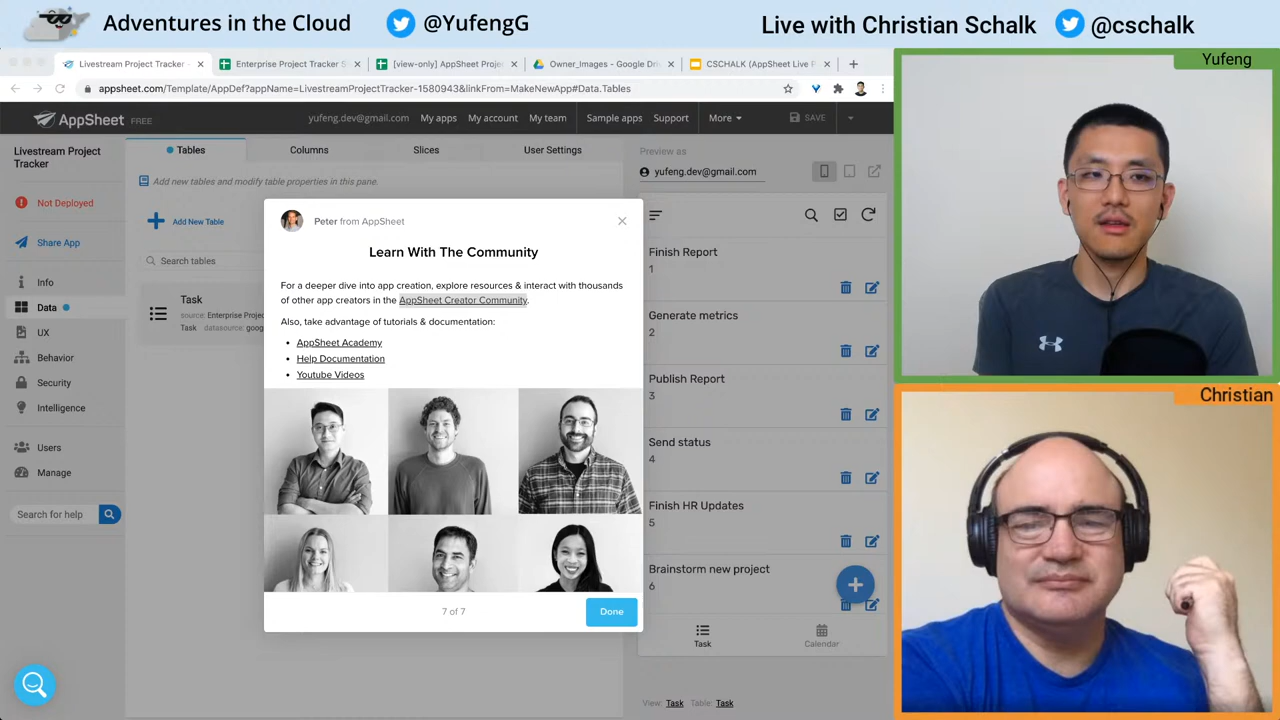 Adventures in the Cloud
@YufengG
Live with Christian Schalk
@cschalk
Livestream Project Tracker -
Enterprise Project Tracker S
[view-only] AppSheet Proje
Owner_Images - Google Dri
CSCHALK (AppSheet Live P
appsheet.com/Template/AppDef?appName=LivestreamProjectTracker-1580943&linkFrom=MakeNewApp#Data.Tables
AppSheet FREE
yufeng.dev@gmail.com
My apps
My account
My team
Sample apps
Support
More
SAVE
Livestream Project
Tracker
Not Deployed
Share App
Info
Data
UX
Behavior
Security
Intelligence
Users
Manage
Search for help
Tables
Columns
Slices
User Settings
Add new tables and modify table properties in this pane.
Add New Table
Search tables
Task
source: Enterprise Projec
Task datasource: goog
Peter from AppSheet
Learn With The Community
For a deeper dive into app creation, explore resources & interact with thousands
of other app creators in the AppSheet Creator Community.
Also, take advantage of tutorials & documentation:
AppSheet Academy
Help Documentation
Youtube Videos
7 of 7
Done
Preview as
yufeng.dev@gmail.com
Finish Report
1
Generate metrics
2
Publish Report
3
Send status
4
Finish HR Updates
5
Brainstorm new project
6
Task
Calendar
View: Task Table: Task
Yufeng
Christian